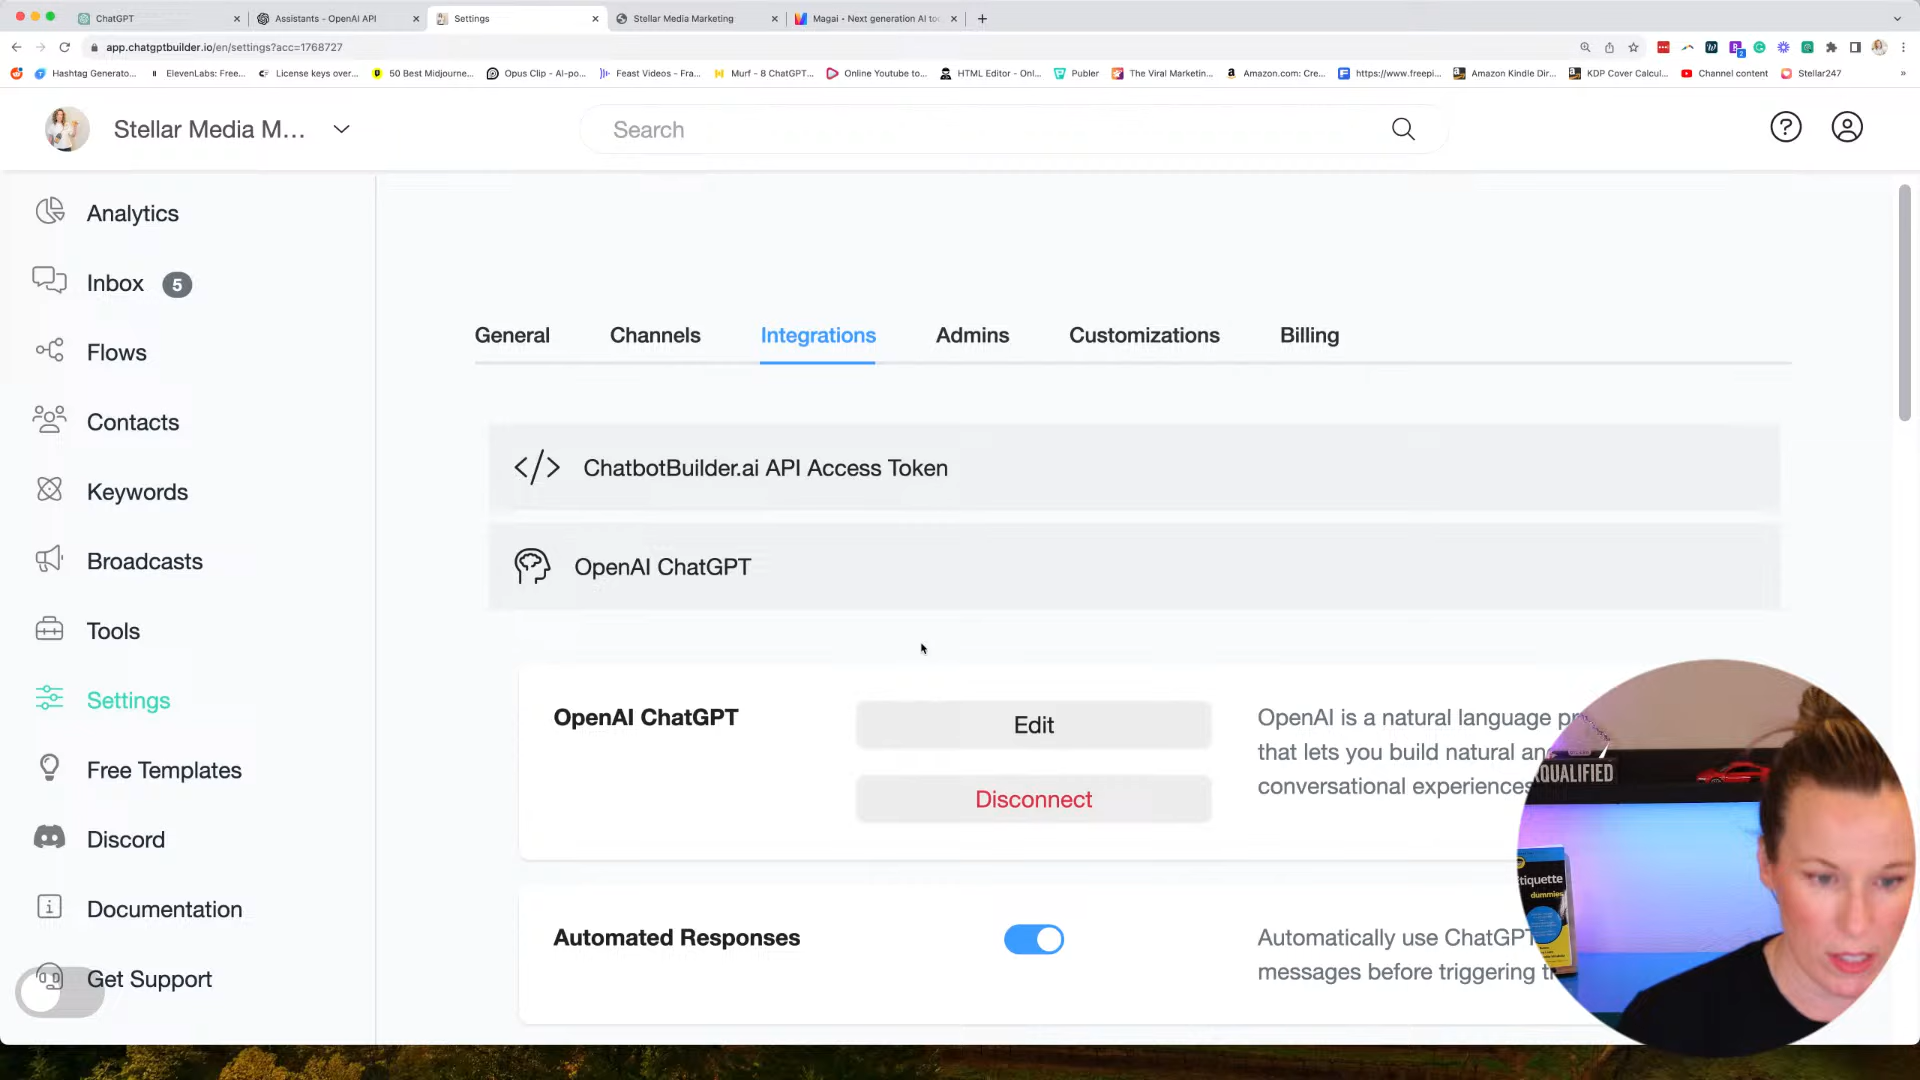 ChatGPT
Assistants - OpenAI API
Settings
Stellar Media Marketing
Magai - Next generation AI to
app.chatgptbuilder.io/en/settings?acc=1768727
Hashtag Generato...
ElevenLabs: Free...
License keys over...
50 Best Midjourne...
Opus Clip - AI-po...
Feast Videos - Fra...
Murf - 8 ChatGPT...
Online Youtube to...
HTML Editor - Onl...
Publer
The Viral Marketin...
Amazon.com: Cre...
https://www.freepi...
Amazon Kindle Dir...
KDP Cover Calcul...
Channel content
Stellar247
Stellar Media M...
Search
Analytics
Inbox 5
Flows
Contacts
Keywords
Broadcasts
Tools
Settings
Free Templates
Discord
Documentation
Get Support
General
Channels
Integrations
Admins
Customizations
Billing
ChatbotBuilder.ai API Access Token
OpenAI ChatGPT
OpenAI ChatGPT
Edit
Disconnect
OpenAI is a natural language pr
that lets you build natural an
conversational experiences
Automated Responses
Automatically use ChatGPT
messages before triggering t
QUALIFIED
tiquette
dummies